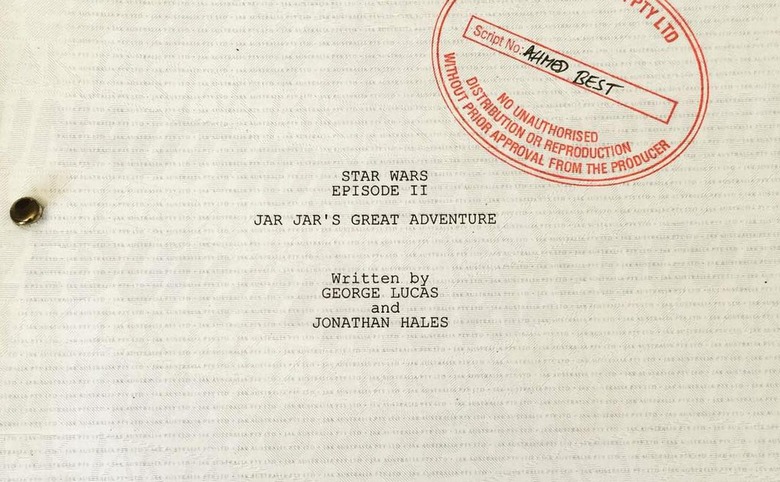 PTY LTD
Script No: AHMED BEST
NO UNAUTHORISED
DISTRIBUTION OR REPRODUCTION
WITHOUT PRIOR APPROVAL FROM THE PRODUCER
STAR WARS
EPISODE II
JAR JAR'S GREAT ADVENTURE
Written by
GEORGE LUCAS
and
JONATHAN HALES